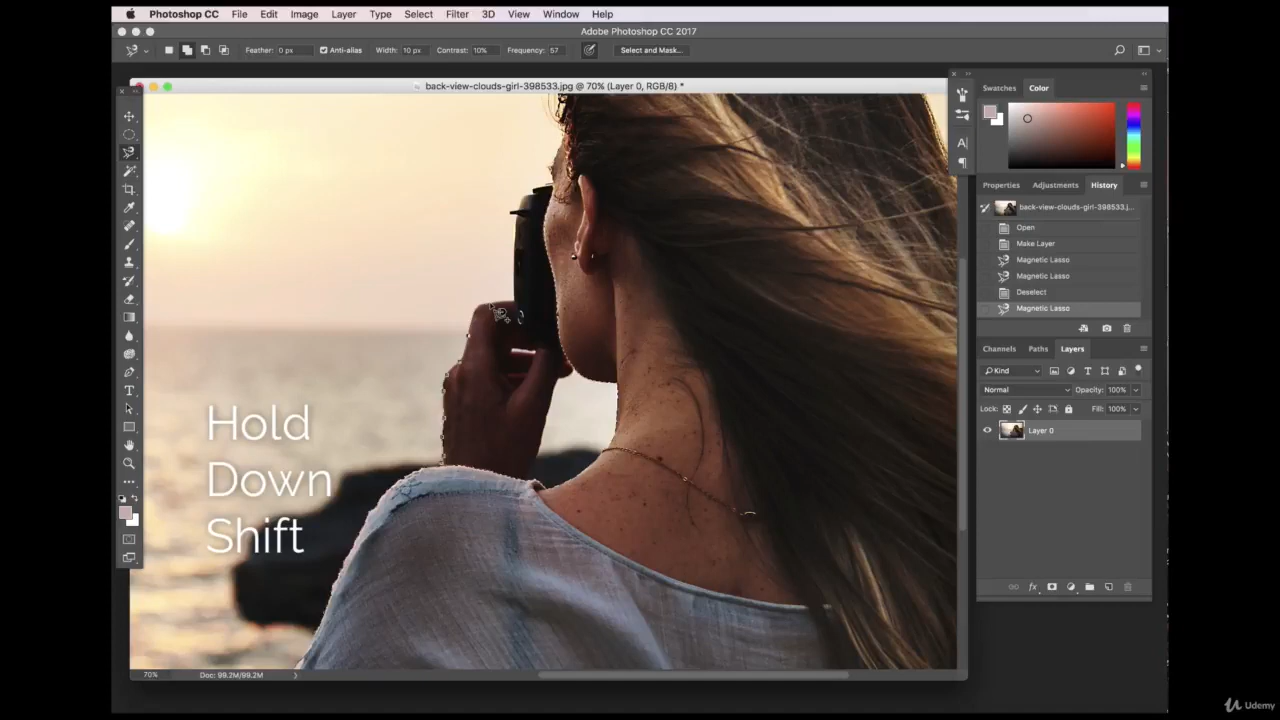 Photoshop CC File Edit Image Layer Type Select Filter 3D View Window Help
Adobe Photoshop CC 2017
Feather: 0 px Anti-alias Width: 10 px Contrast: 10% Frequency: 57 Select and Mask...
back-view-clouds-girl-398533.jpg @ 70% (Layer 0, RGB/8) *
Swatches Color
Properties Adjustments History
back-view-clouds-girl-398533.j...
Open
Make Layer
Magnetic Lasso
Magnetic Lasso
Deselect
Magnetic Lasso
Channels Paths Layers
Kind
Normal Opacity: 100%
Lock: Fill: 100%
Layer 0
Hold
Down
Shift
70% Doc: 99.2M/99.2M
Udemy